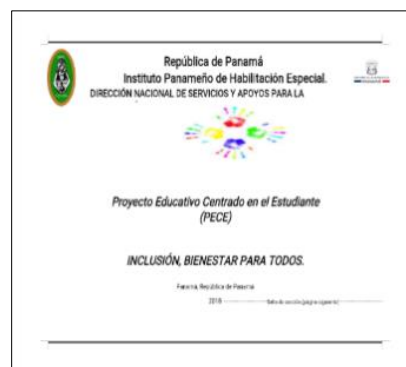 República de Panamá
Instituto Panameño de Habilitación Especial.
DIRECCIÓN NACIONAL DE SERVICIOS Y APOYOS PARA LA
Proyecto Educativo Centrado en el Estudiante
(PECE)
INCLUSIÓN, BIENESTAR PARA TODOS.
Panamá, República de Panamá
2018